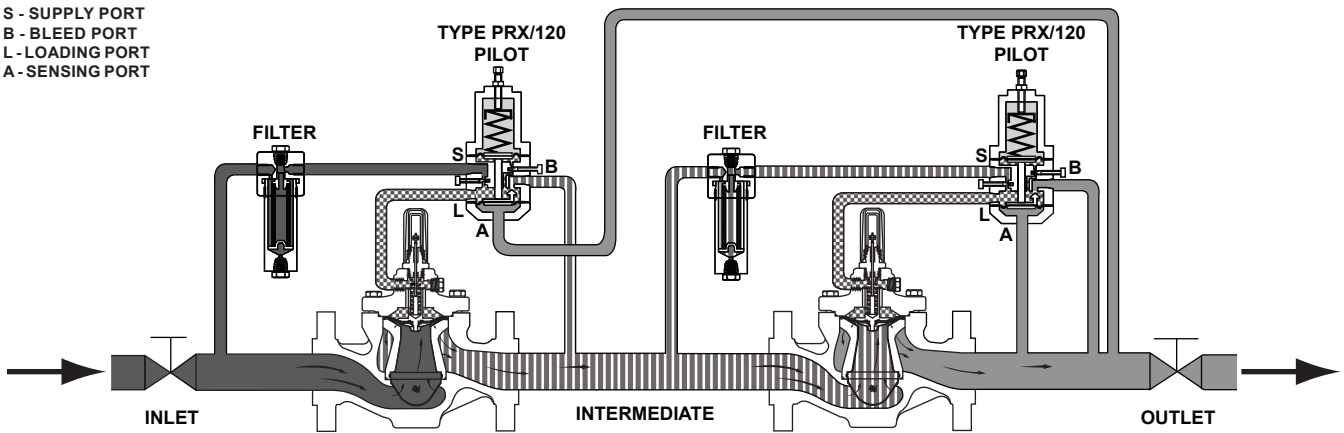 S - SUPPLY PORT
B - BLEED PORT
L - LOADING PORT
A - SENSING PORT
TYPE PRX/120
PILOT
TYPE PRX/120
PILOT
FILTER
FILTER
S
B
L
A
S
B
L
A
INLET
INTERMEDIATE
OUTLET